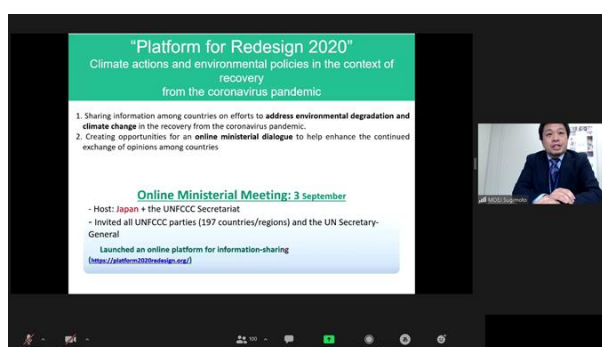 “Platform for Redesign 2020”
Climate actions and environmental policies in the context of
recovery
from the coronavirus pandemic
1. Sharing information among countries on efforts to address environmental degradation and
climate change in the recovery from the coronavirus pandemic.
2. Creating opportunities for an online ministerial dialogue to help enhance the continued
exchange of opinions among countries
Online Ministerial Meeting: 3 September
- Host: Japan + the UNFCCC Secretariat
- Invited all UNFCCC parties (197 countries/regions) and the UN Secretary-
General
Launched an online platform for information-sharing
(https://platform2020redesign.org/)
MOEJ Sugimoto
100